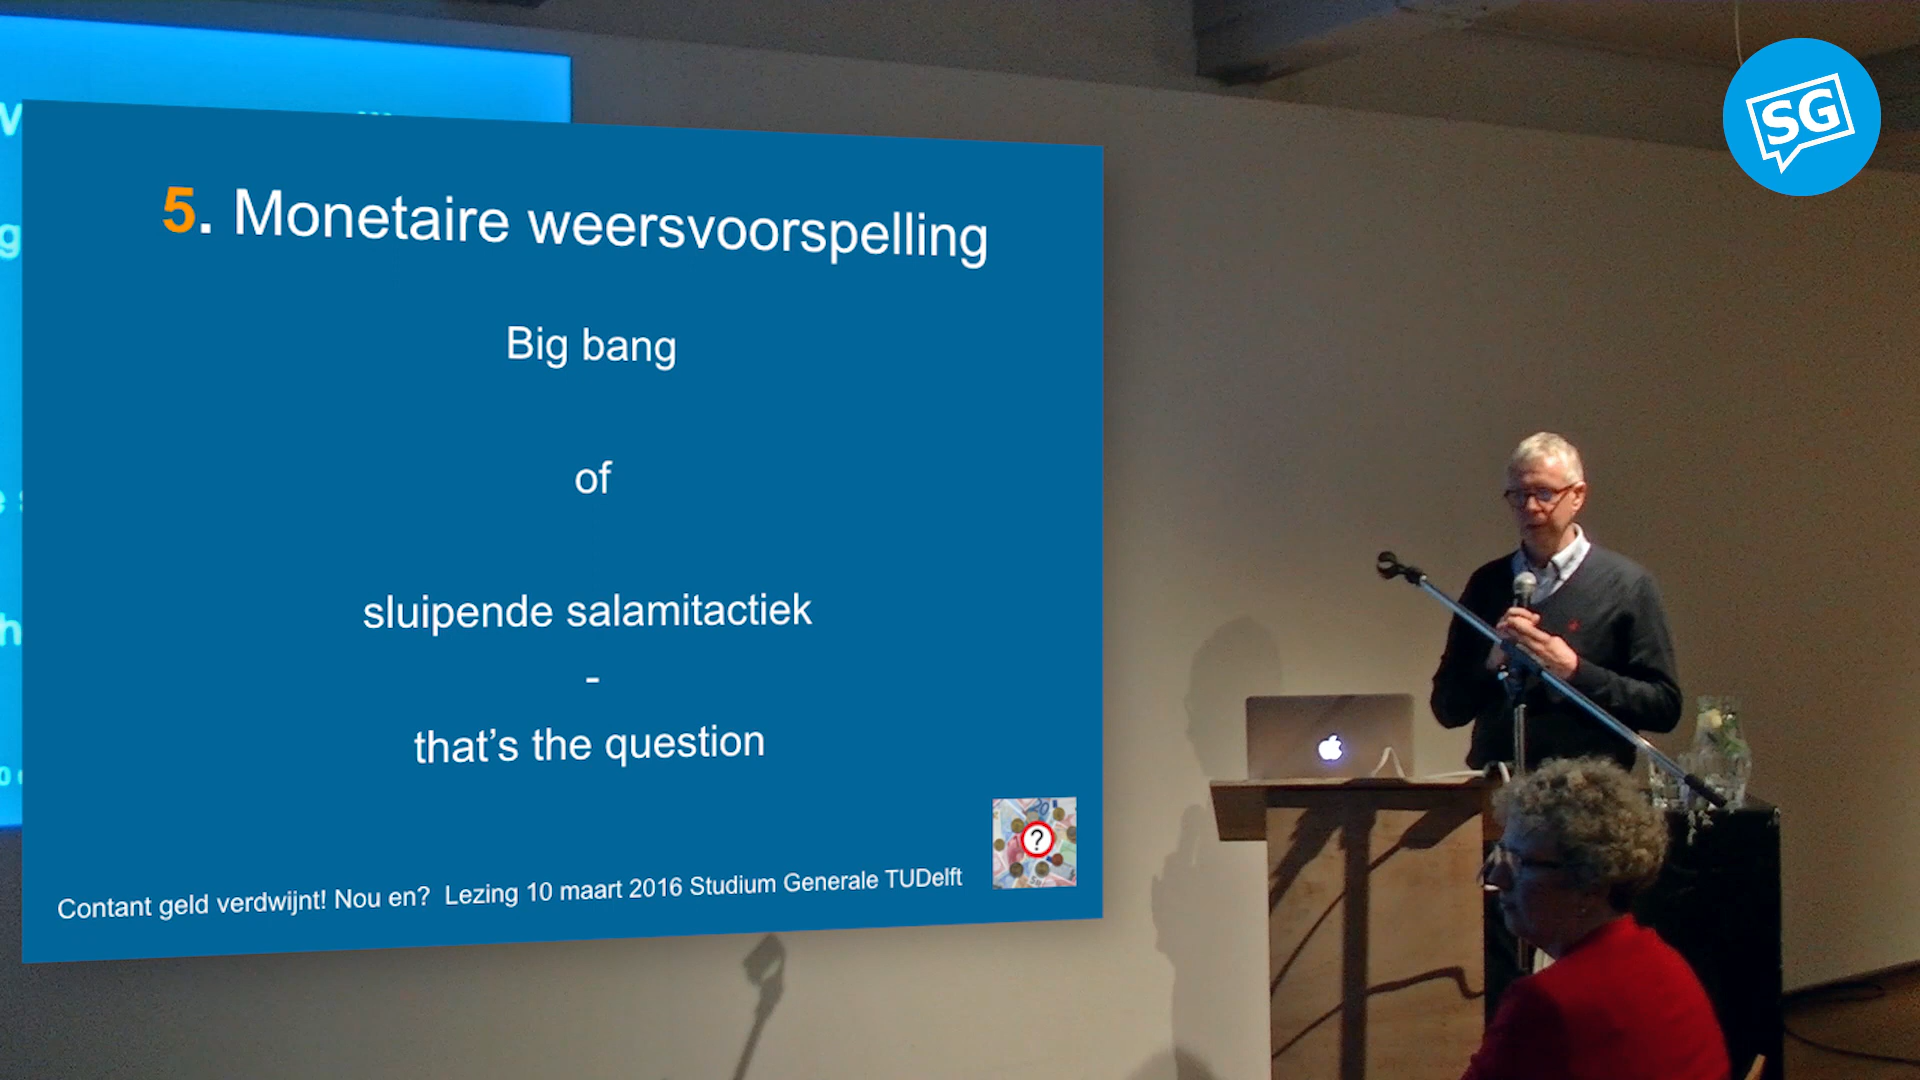 SG
5. Monetaire weersvoorspelling
Big bang
of
sluipende salamitactiek
-
that's the question
?
Contant geld verdwijnt! Nou en? Lezing 10 maart 2016 Studium Generale TUDelft